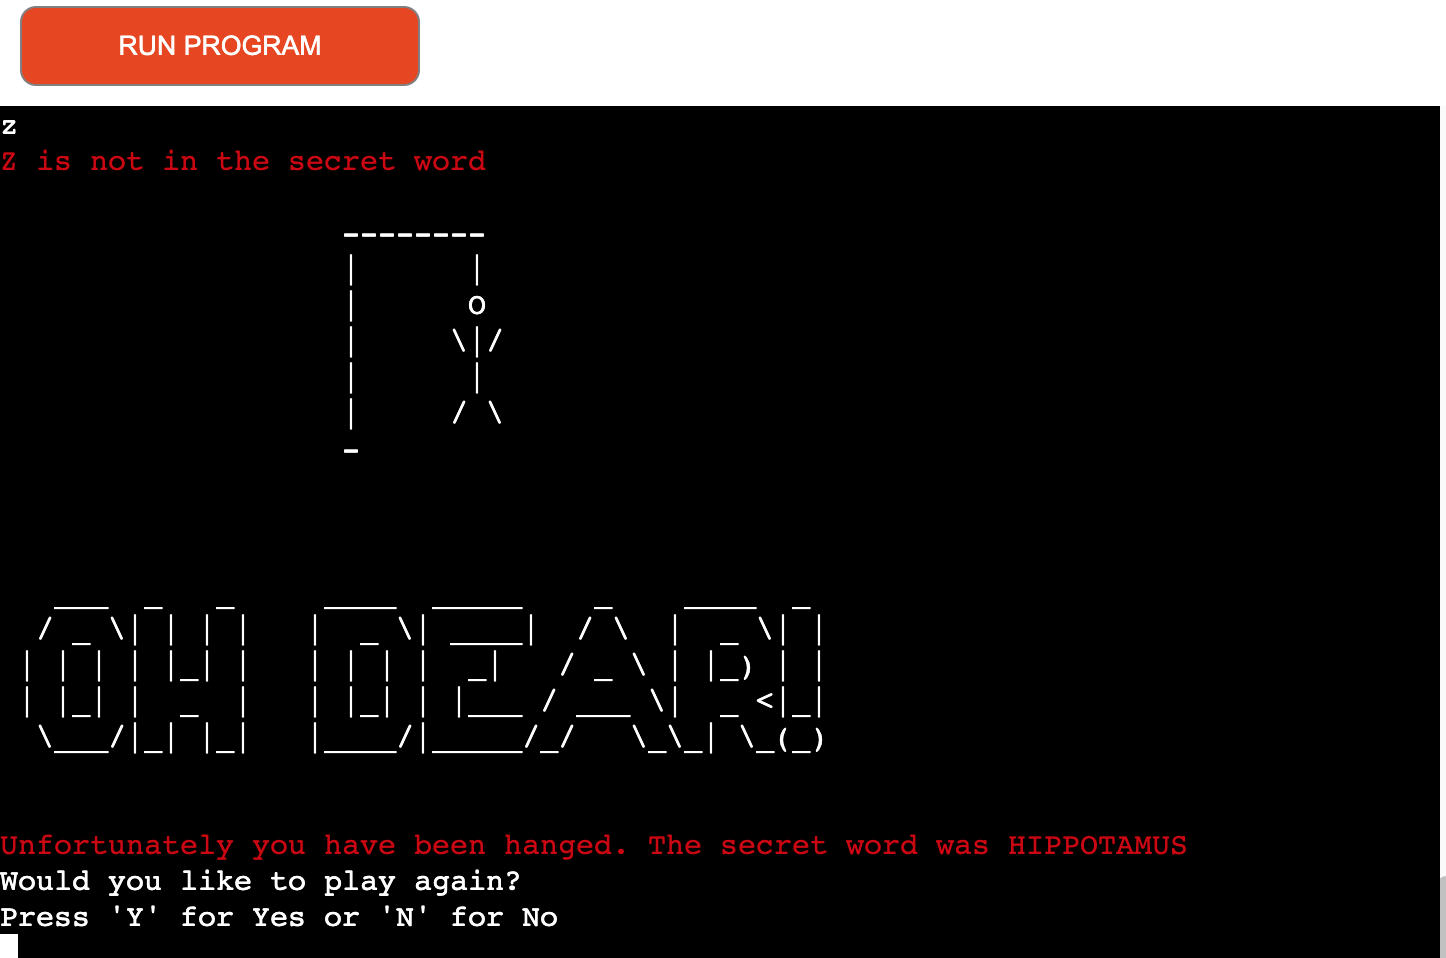 RUN PROGRAM
z
Z is not in the secret word
OH DEAR!
Unfortunately you have been hanged. The secret word was HIPPOTAMUS
Would you like to play again?
Press 'Y' for Yes or 'N' for No